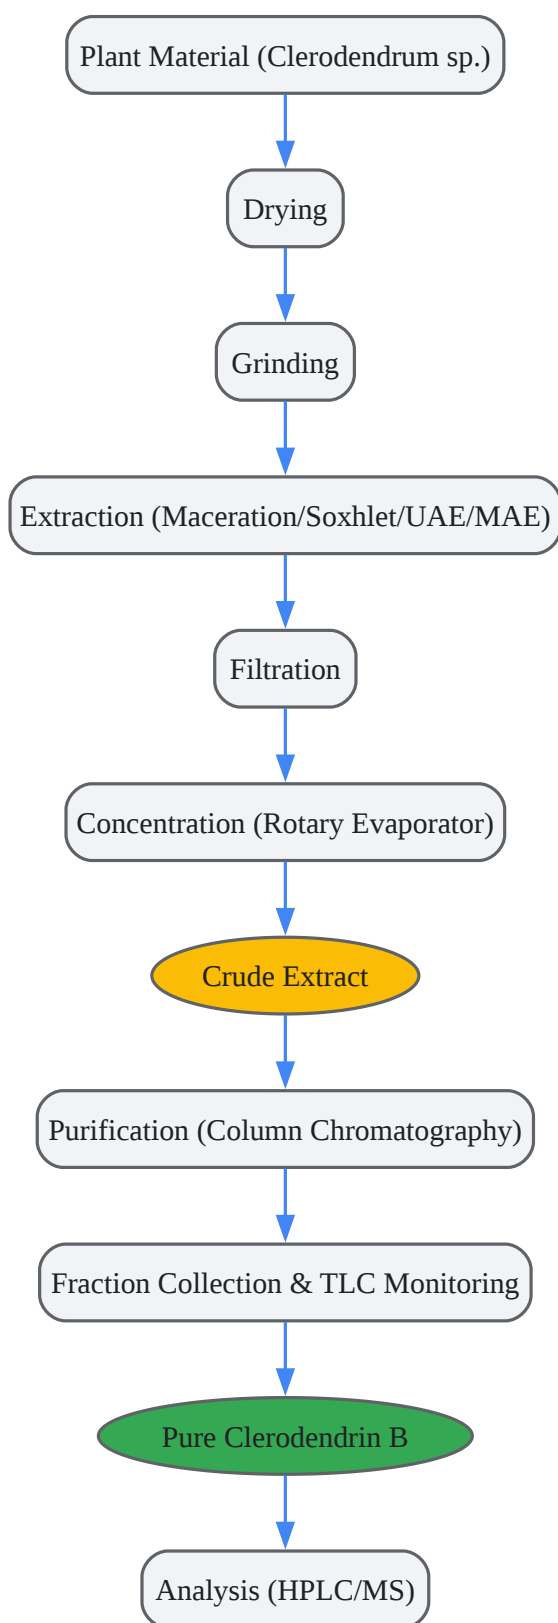 Plant Material (Clerodendrum sp.)
Drying
Grinding
Extraction (Maceration/Soxhlet/UAE/MAE)
Filtration
Concentration (Rotary Evaporator)
Crude Extract
Purification (Column Chromatography)
Fraction Collection & TLC Monitoring
Pure Clerodendrin B
Analysis (HPLC/MS)